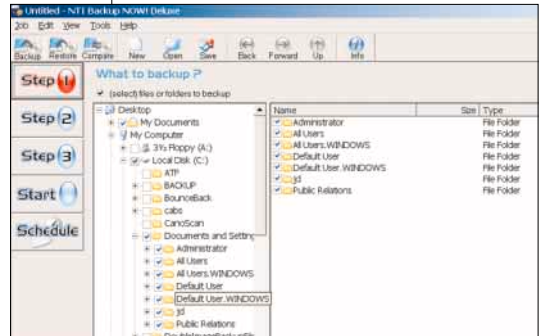 Untitled - NTI Backup NOW! Deluxe
Job Edit View Tools Help
Backup Restore Compare New Open Save Back Forward Up Info
Step 1
What to backup ?
(select) files or folders to backup
Step 2
Step 3
Start
Schedule
Desktop
My Documents
My Computer
3½ Floppy (A:)
Local Disk (C:)
ATF
BACKUP
BounceBack
cabs
CanoScan
Documents and Setting
Administrator
All Users
All Users.WINDOWS
Default User
Default User.WINDOWS
jd
Public Relations
Name Size Type
Administrator File Folder
All Users File Folder
All Users.WINDOWS File Folder
Default User File Folder
Default User.WINDOWS File Folder
jd File Folder
Public Relations File Folder